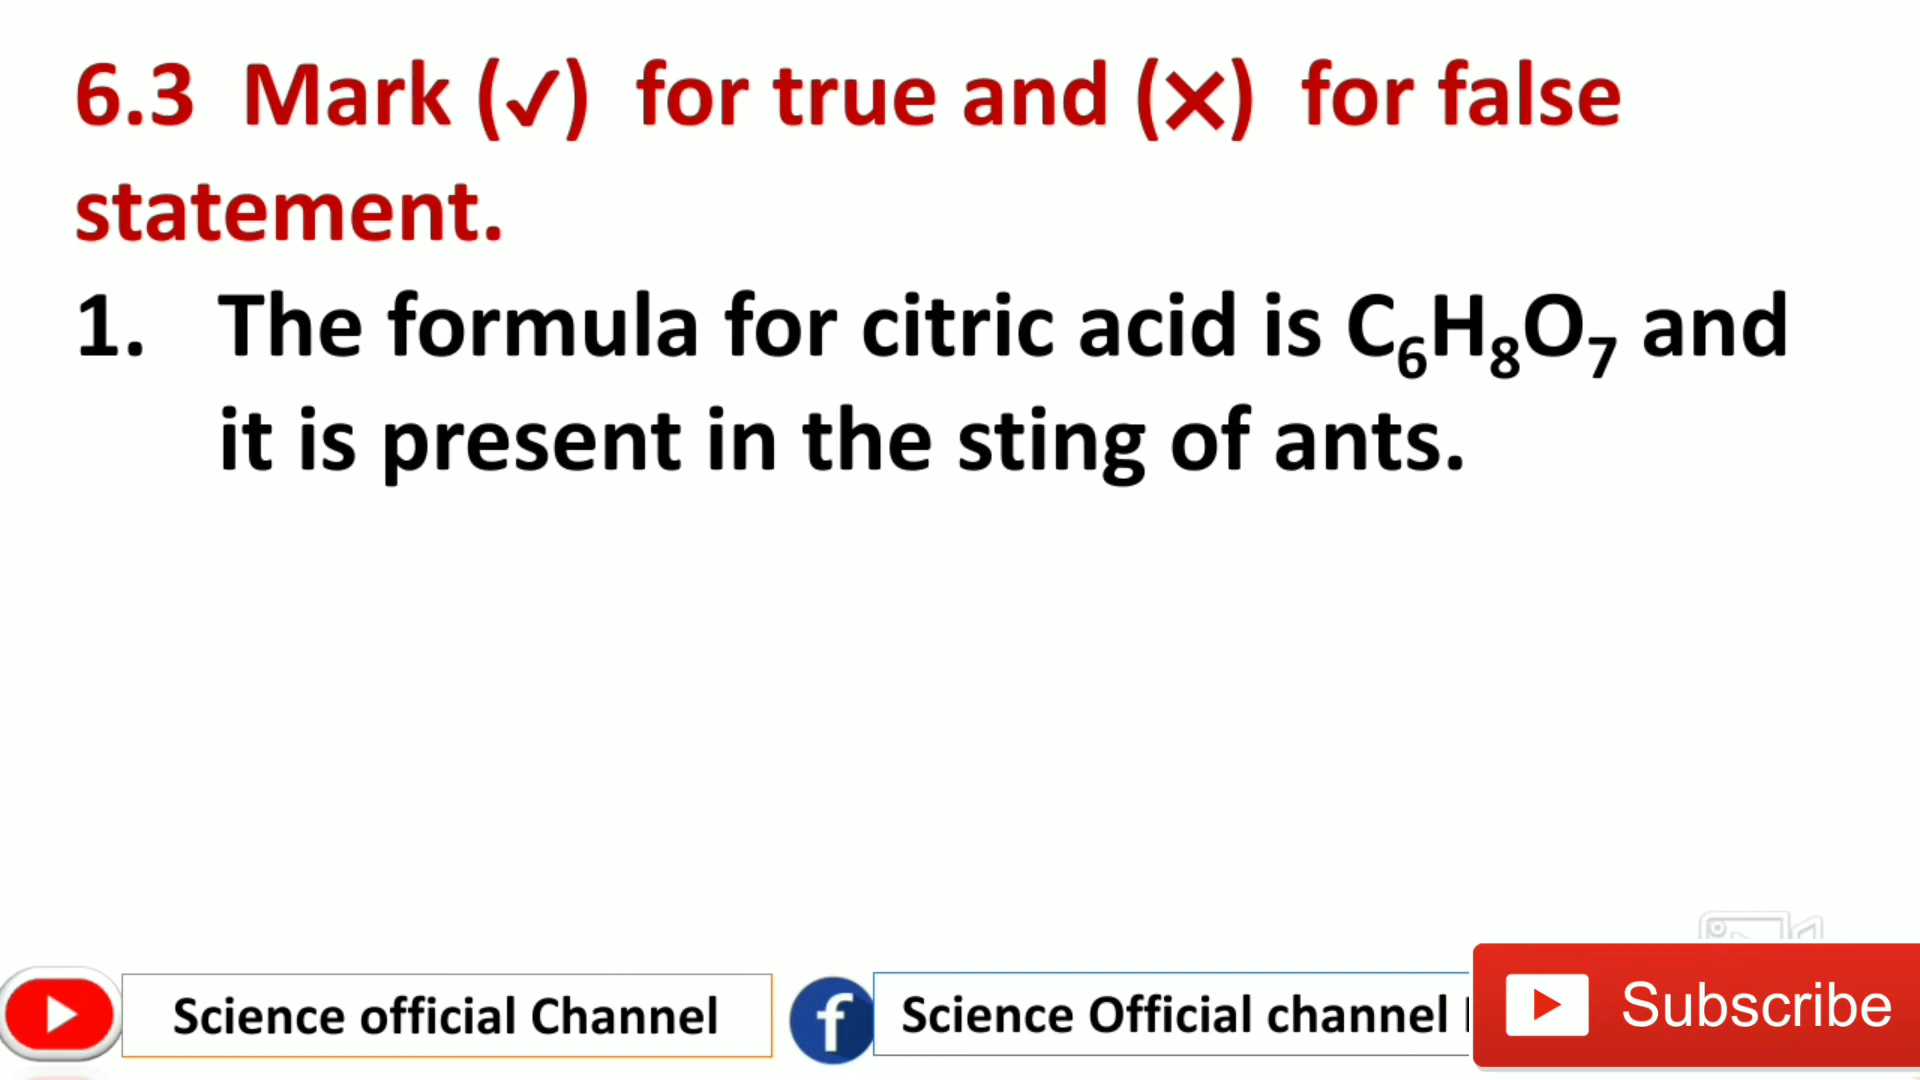 6.3 Mark (✓) for true and (✕) for false
statement.
1. The formula for citric acid is C₆H₈O₇ and
it is present in the sting of ants.
Science official Channel
f Science Official channel
Subscribe